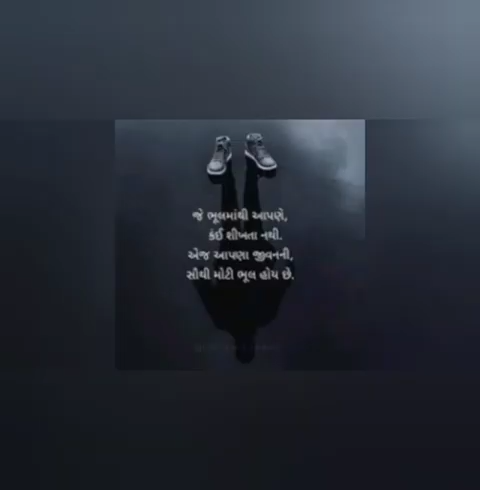 જે ભૂલમાંથી આપણે,
કંઈ શીખતા નથી.
એજ આપણા જીવનની,
સૌથી મોટી ભૂલ હોય છે.